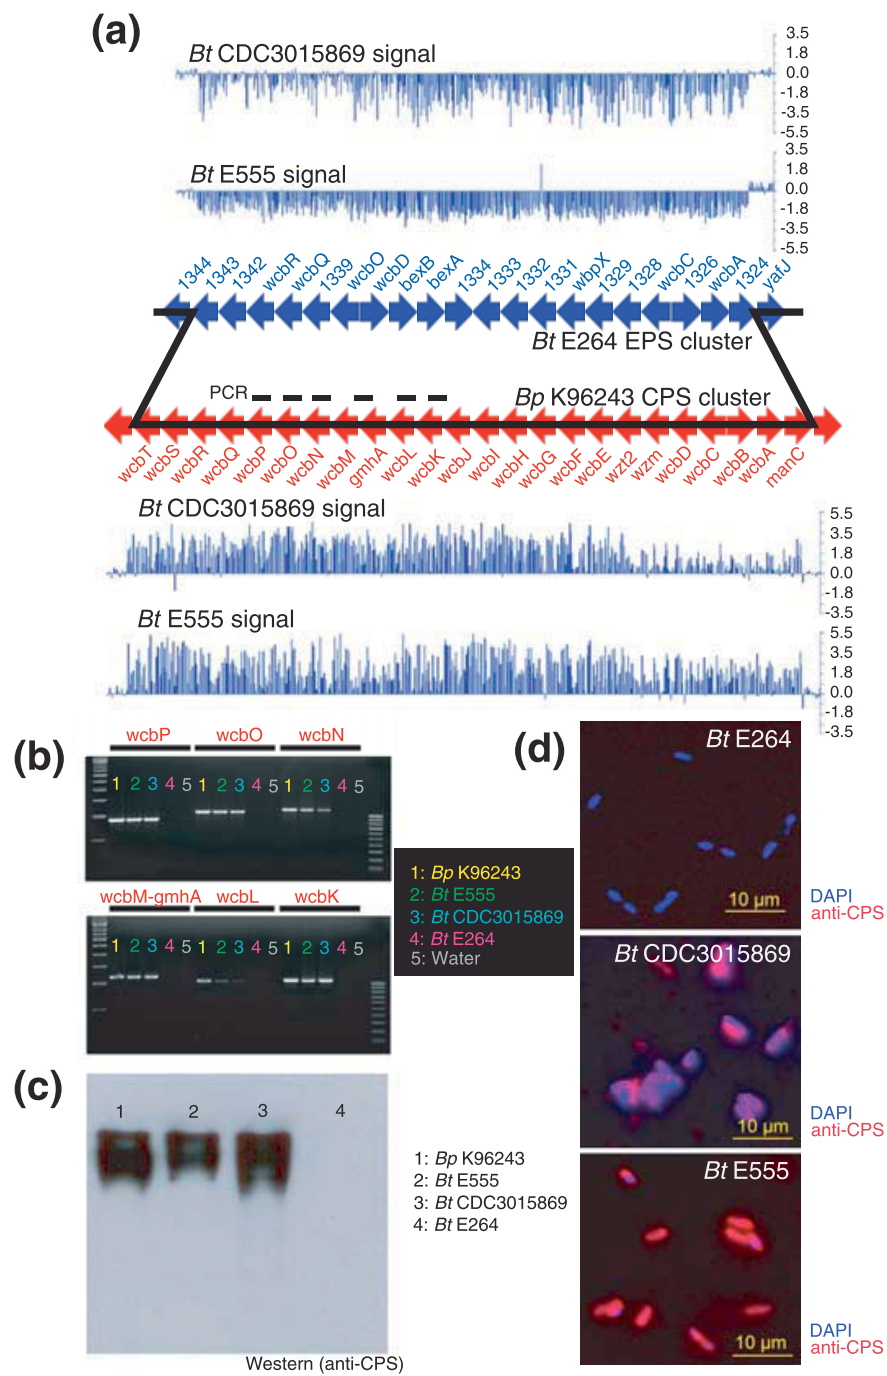 (a)
Bt CDC3015869 signal
3.5
1.8
0.0
-1.8
-3.5
-5.5
Bt E555 signal
3.5
1.8
0.0
-1.8
-3.5
-5.5
1344 1343 1342 wcbR wcbQ 1339 wcbO wcbD bexB bexA 1334 1333 1332 1331 wbpX 1329 1328 wcbC 1326 wcbA 1324 yafJ
Bt E264 EPS cluster
PCR
Bp K96243 CPS cluster
wcbT wcbS wcbR wcbQ wcbP wcbO wcbN wcbM gmhA wcbL wcbK wcbJ wcbI wcbH wcbG wcbF wcbE wzt2 wzm wcbD wcbC wcbB wcbA manC
Bt CDC3015869 signal
5.5
3.5
1.8
0.0
-1.8
-3.5
Bt E555 signal
5.5
3.5
1.8
0.0
-1.8
-3.5
(b)
wcbP wcbO wcbN
1 2 3 4 5 1 2 3 4 5 1 2 3 4 5
wcbM-gmhA wcbL wcbK
1 2 3 4 5 1 2 3 4 5 1 2 3 4 5
1: Bp K96243
2: Bt E555
3: Bt CDC3015869
4: Bt E264
5: Water
(c)
1 2 3 4
1: Bp K96243
2: Bt E555
3: Bt CDC3015869
4: Bt E264
Western (anti-CPS)
(d)
Bt E264
10 µm
DAPI
anti-CPS
Bt CDC3015869
10 µm
DAPI
anti-CPS
Bt E555
10 µm
DAPI
anti-CPS